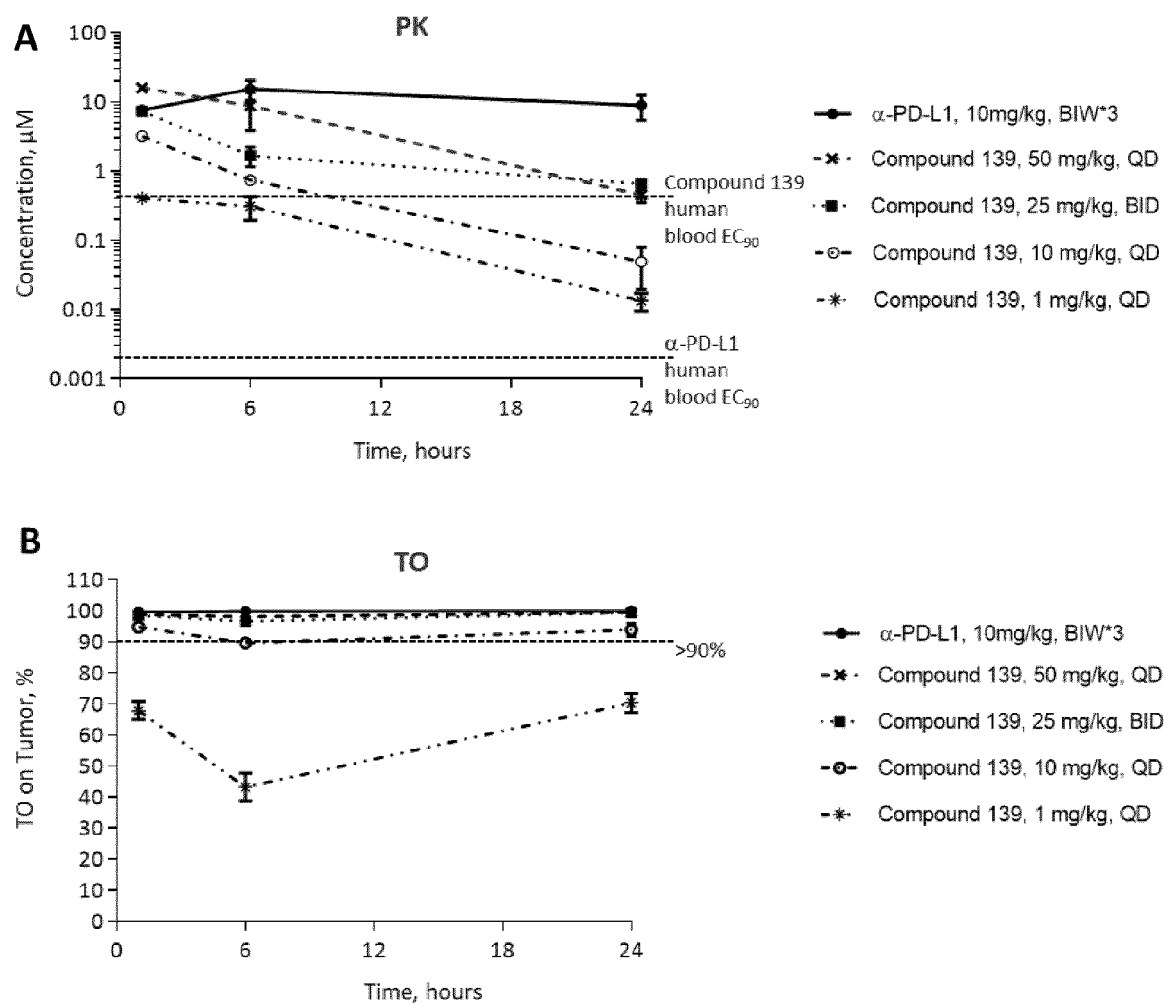 A
PK
100
10
1
0.1
0.01
0.001
Concentration, µM
0
6
12
18
24
Time, hours
Compound 139
human
blood EC90
α-PD-L1
human
blood EC90
α-PD-L1, 10mg/kg, BIW*3
Compound 139, 50 mg/kg, QD
Compound 139, 25 mg/kg, BID
Compound 139, 10 mg/kg, QD
Compound 139, 1 mg/kg, QD
B
TO
110
100
90
80
70
60
50
40
30
20
10
0
TO on Tumor, %
0
6
12
18
24
Time, hours
>90%
α-PD-L1, 10mg/kg, BIW*3
Compound 139, 50 mg/kg, QD
Compound 139, 25 mg/kg, BID
Compound 139, 10 mg/kg, QD
Compound 139, 1 mg/kg, QD